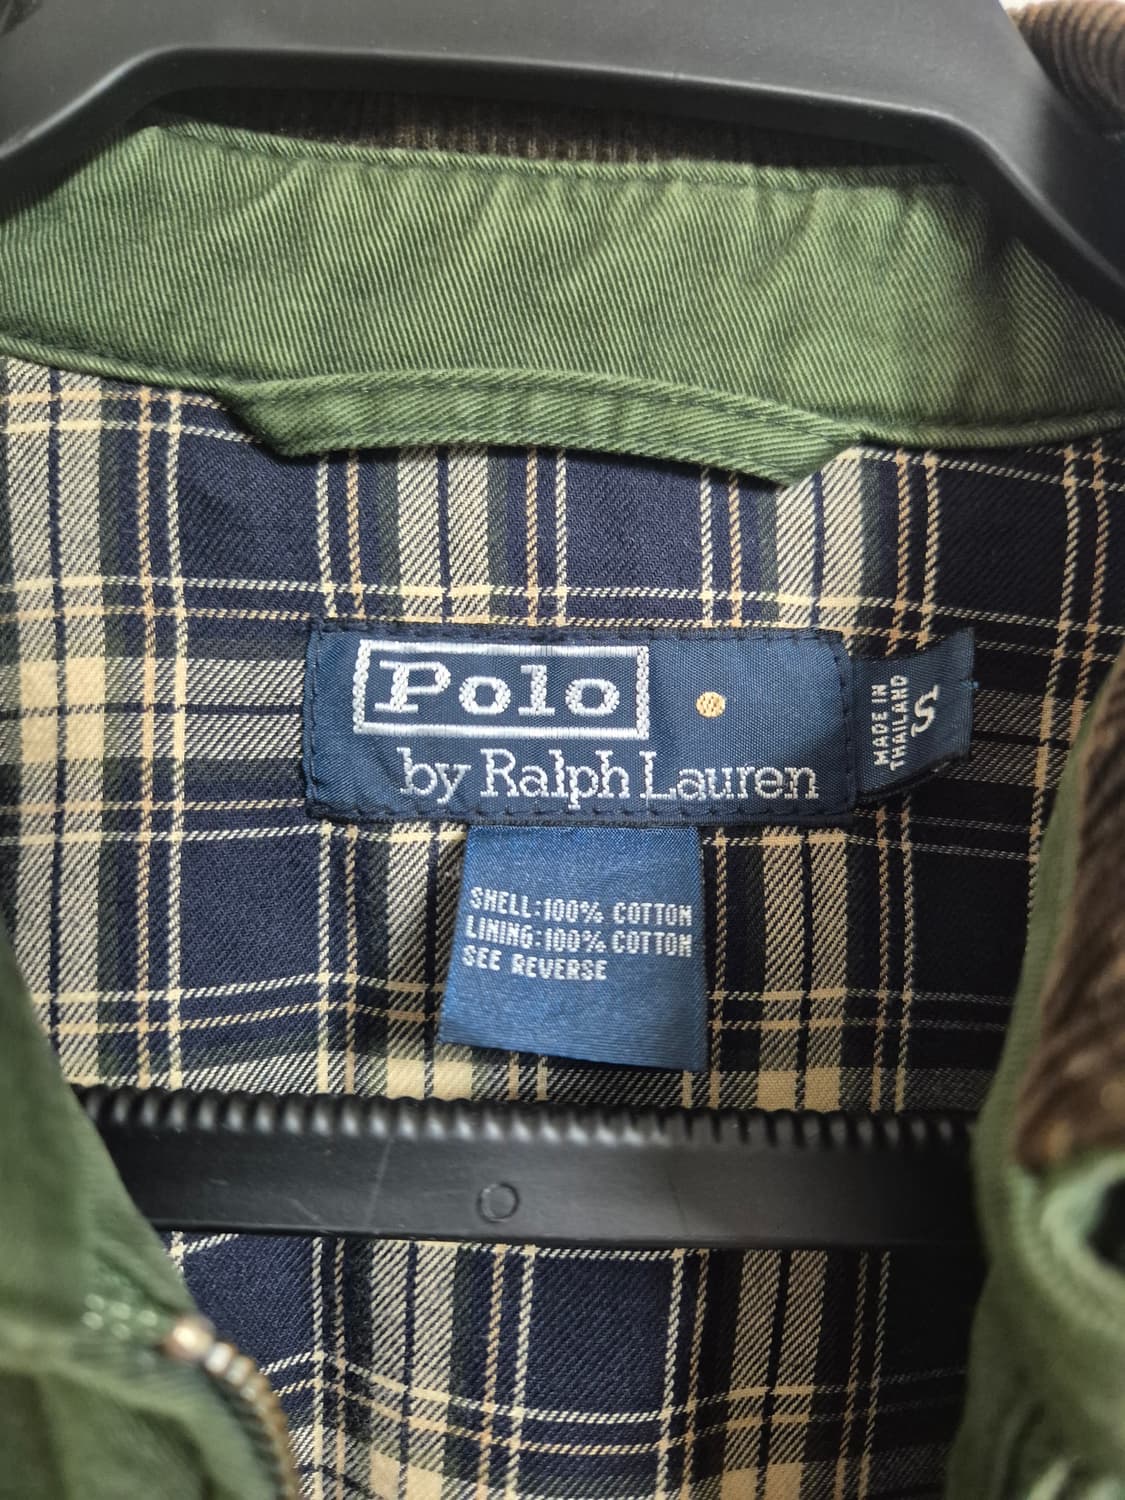 Polo
by Ralph Lauren
MADE IN
THAILAND
S
SHELL:100% COTTON
LINING:100% COTTON
SEE REVERSE